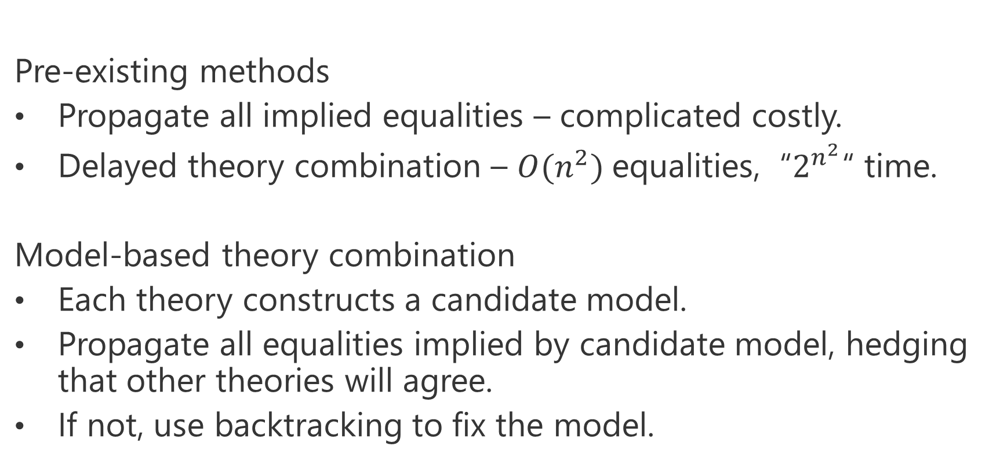 Pre-existing methods
• Propagate all implied equalities – complicated costly.
• Delayed theory combination – 𝑂(𝑛²) equalities, "2^{𝑛²}" time.
Model-based theory combination
• Each theory constructs a candidate model.
• Propagate all equalities implied by candidate model, hedging
that other theories will agree.
• If not, use backtracking to fix the model.